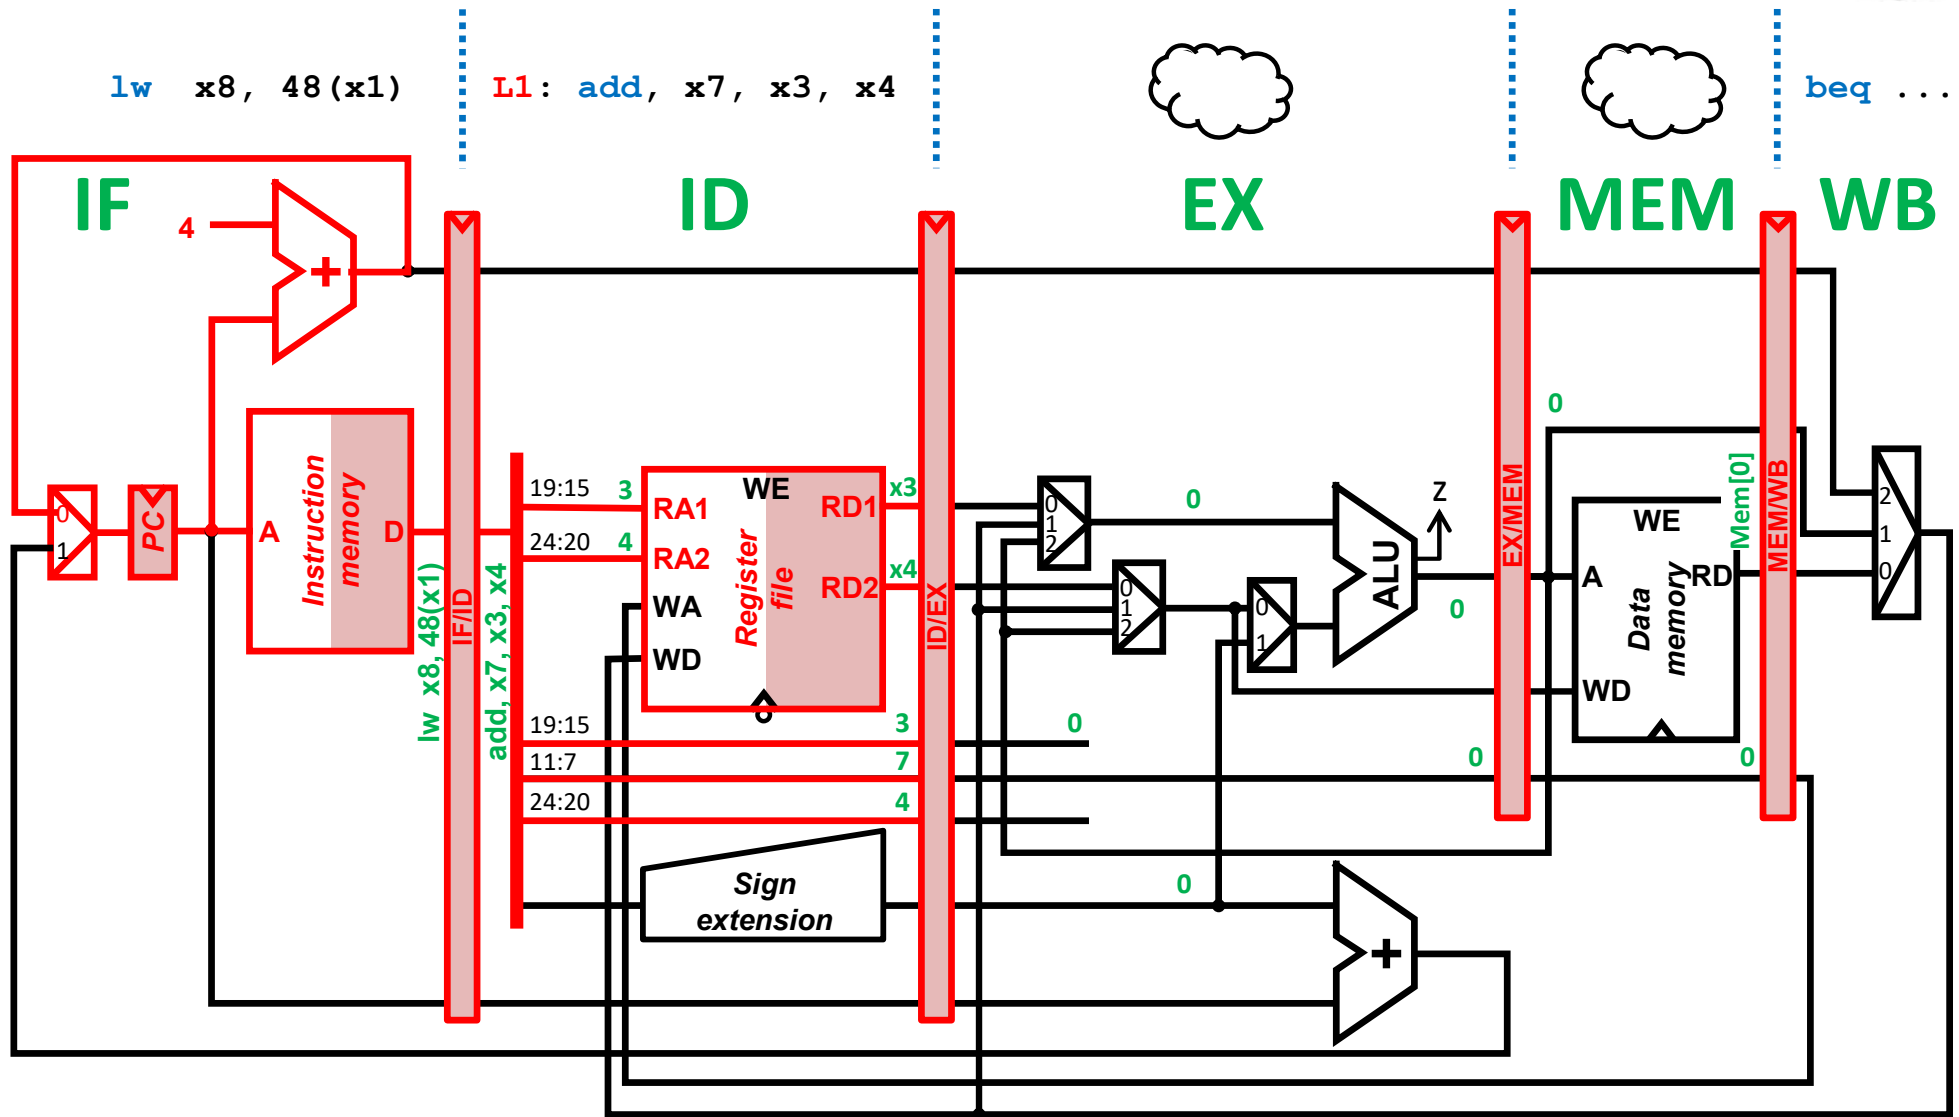 lw x8, 48(x1)
L1: add, x7, x3, x4
beq ...
IF
ID
EX
MEM
WB
4
+
0
1
PC
A
Instruction memory
D
lw x8, 48(x1)
IF/ID
add, x7, x3, x4
19:15
3
24:20
4
RA1
RA2
WA
WD
WE
Register file
RD1
RD2
x3
x4
19:15
3
11:7
7
24:20
4
Sign extension
ID/EX
0
1
2
0
1
2
0
1
0
0
0
0
0
ALU
Z
+
EX/MEM
0
A
WE
RD
Data memory
WD
Mem[0]
0
MEM/WB
2
1
0